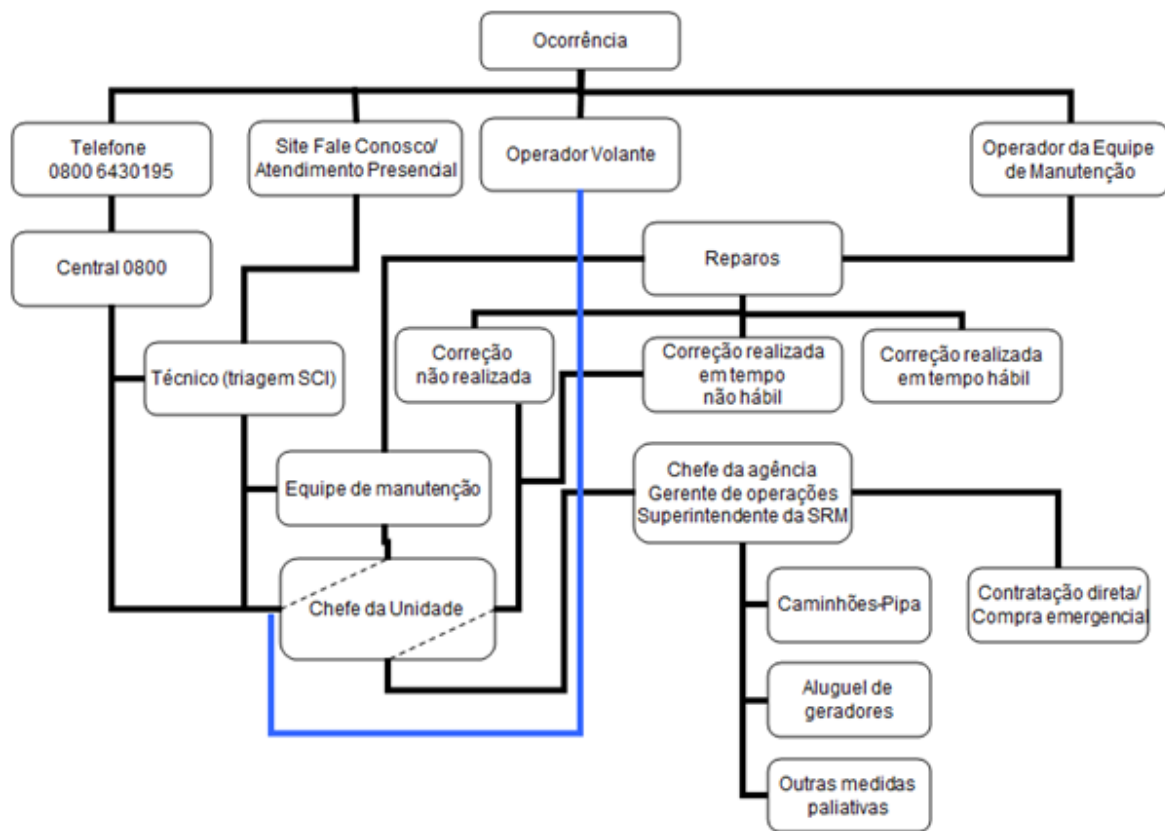 Ocorrência
Telefone
0800 6430195
Site Fale Conosco/
Atendimento Presencial
Operador Volante
Operador da Equipe
de Manutenção
Central 0800
Reparos
Técnico (triagem SCI)
Correção
não realizada
Correção realizada
em tempo
não hábil
Correção realizada
em tempo hábil
Equipe de manutenção
Chefe da agência
Gerente de operações
Superintendente da SRM
Chefe da Unidade
Caminhões-Pipa
Contratação direta/
Compra emergencial
Aluguel de
geradores
Outras medidas
paliativas